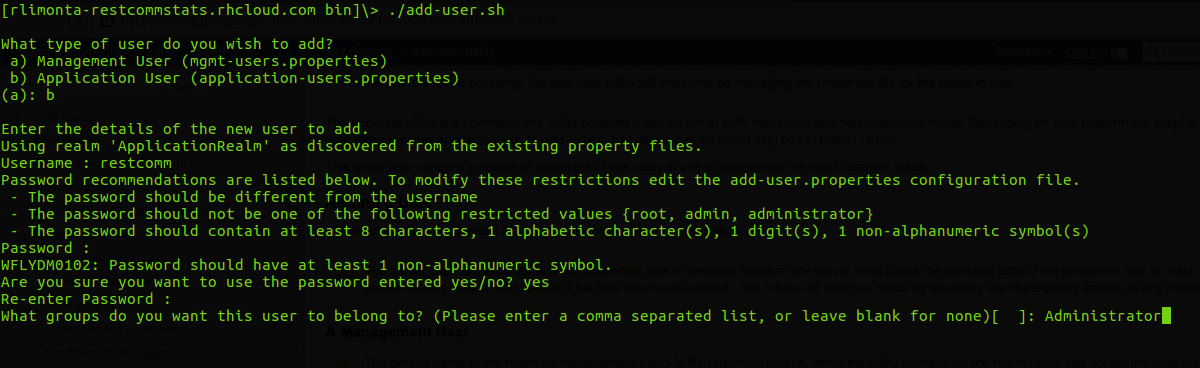 [rlimonta-restcommstats.rhcloud.com bin]\> ./add-user.sh
What type of user do you wish to add?
a) Management User (mgmt-users.properties)
b) Application User (application-users.properties)
(a): b
Enter the details of the new user to add.
Using realm 'ApplicationRealm' as discovered from the existing property files.
Username : restcomm
Password recommendations are listed below. To modify these restrictions edit the add-user.properties configuration file.
- The password should be different from the username
- The password should not be one of the following restricted values {root, admin, administrator}
- The password should contain at least 8 characters, 1 alphabetic character(s), 1 digit(s), 1 non-alphanumeric symbol(s)
Password :
WFLYDM0102: Password should have at least 1 non-alphanumeric symbol.
Are you sure you want to use the password entered yes/no? yes
Re-enter Password :
What groups do you want this user to belong to? (Please enter a comma separated list, or leave blank for none)[  ]: Administrator
A Management User